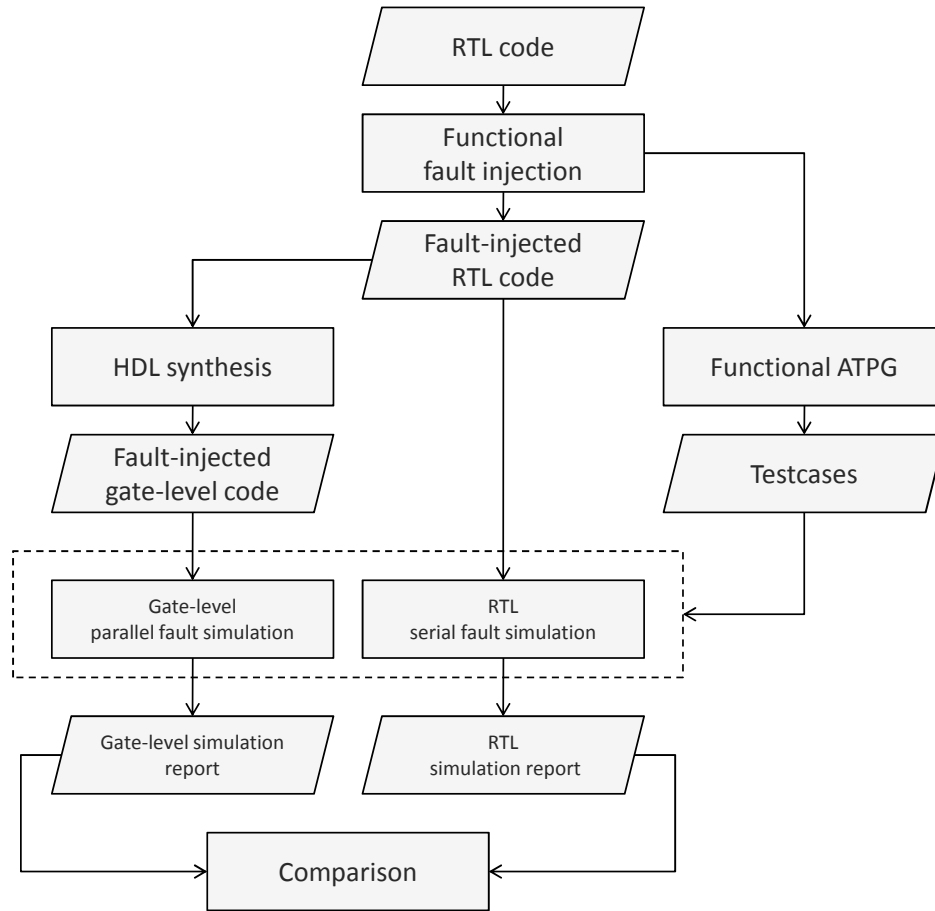 RTL code
Functional
fault injection
Fault-injected
RTL code
HDL synthesis
Functional ATPG
Fault-injected
gate-level code
Testcases
Gate-level
parallel fault simulation
RTL
serial fault simulation
Gate-level simulation
report
RTL
simulation report
Comparison